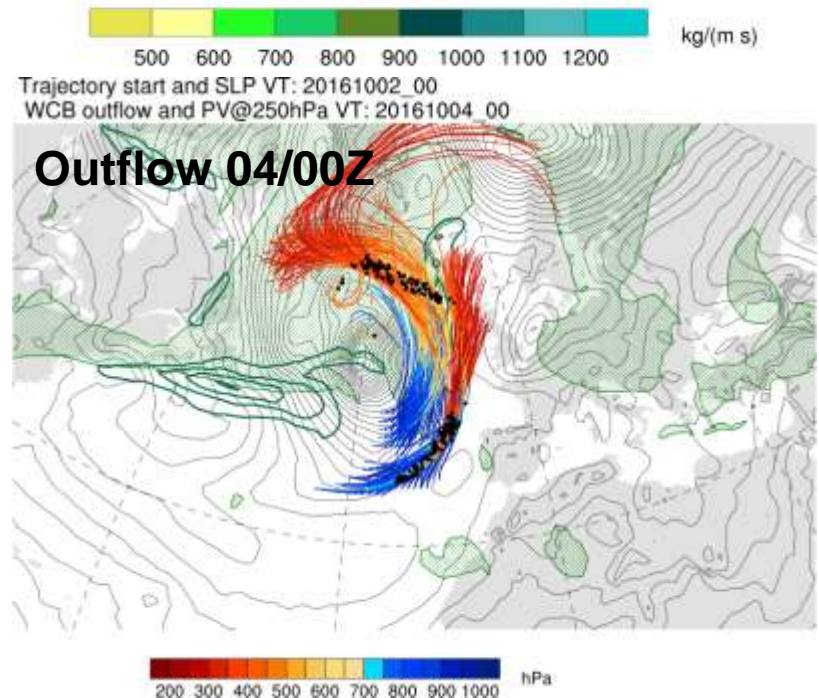 500 600 700 800 900 1000 1100 1200 kg/(m s)
Trajectory start and SLP VT: 20161002_00
WCB outflow and PV@250hPa VT: 20161004_00
Outflow 04/00Z
200 300 400 500 600 700 800 900 1000 hPa